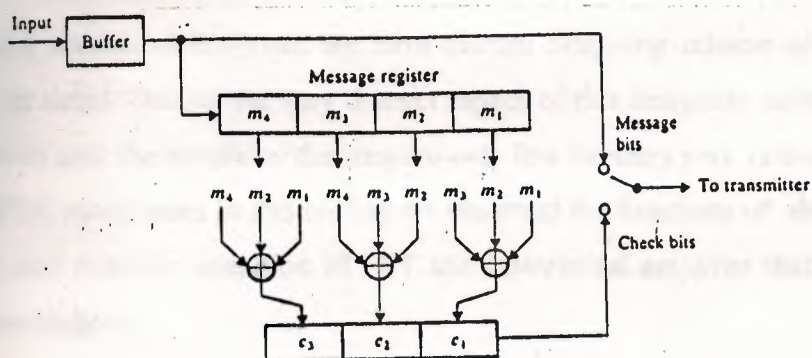 Input
Buffer
Message register
m₄ m₃ m₂ m₁
Message
bits
m₄ m₂ m₁ m₄ m₃ m₂ m₃ m₂ m₁
To transmitter
Check bits
c₃ c₂ c₁